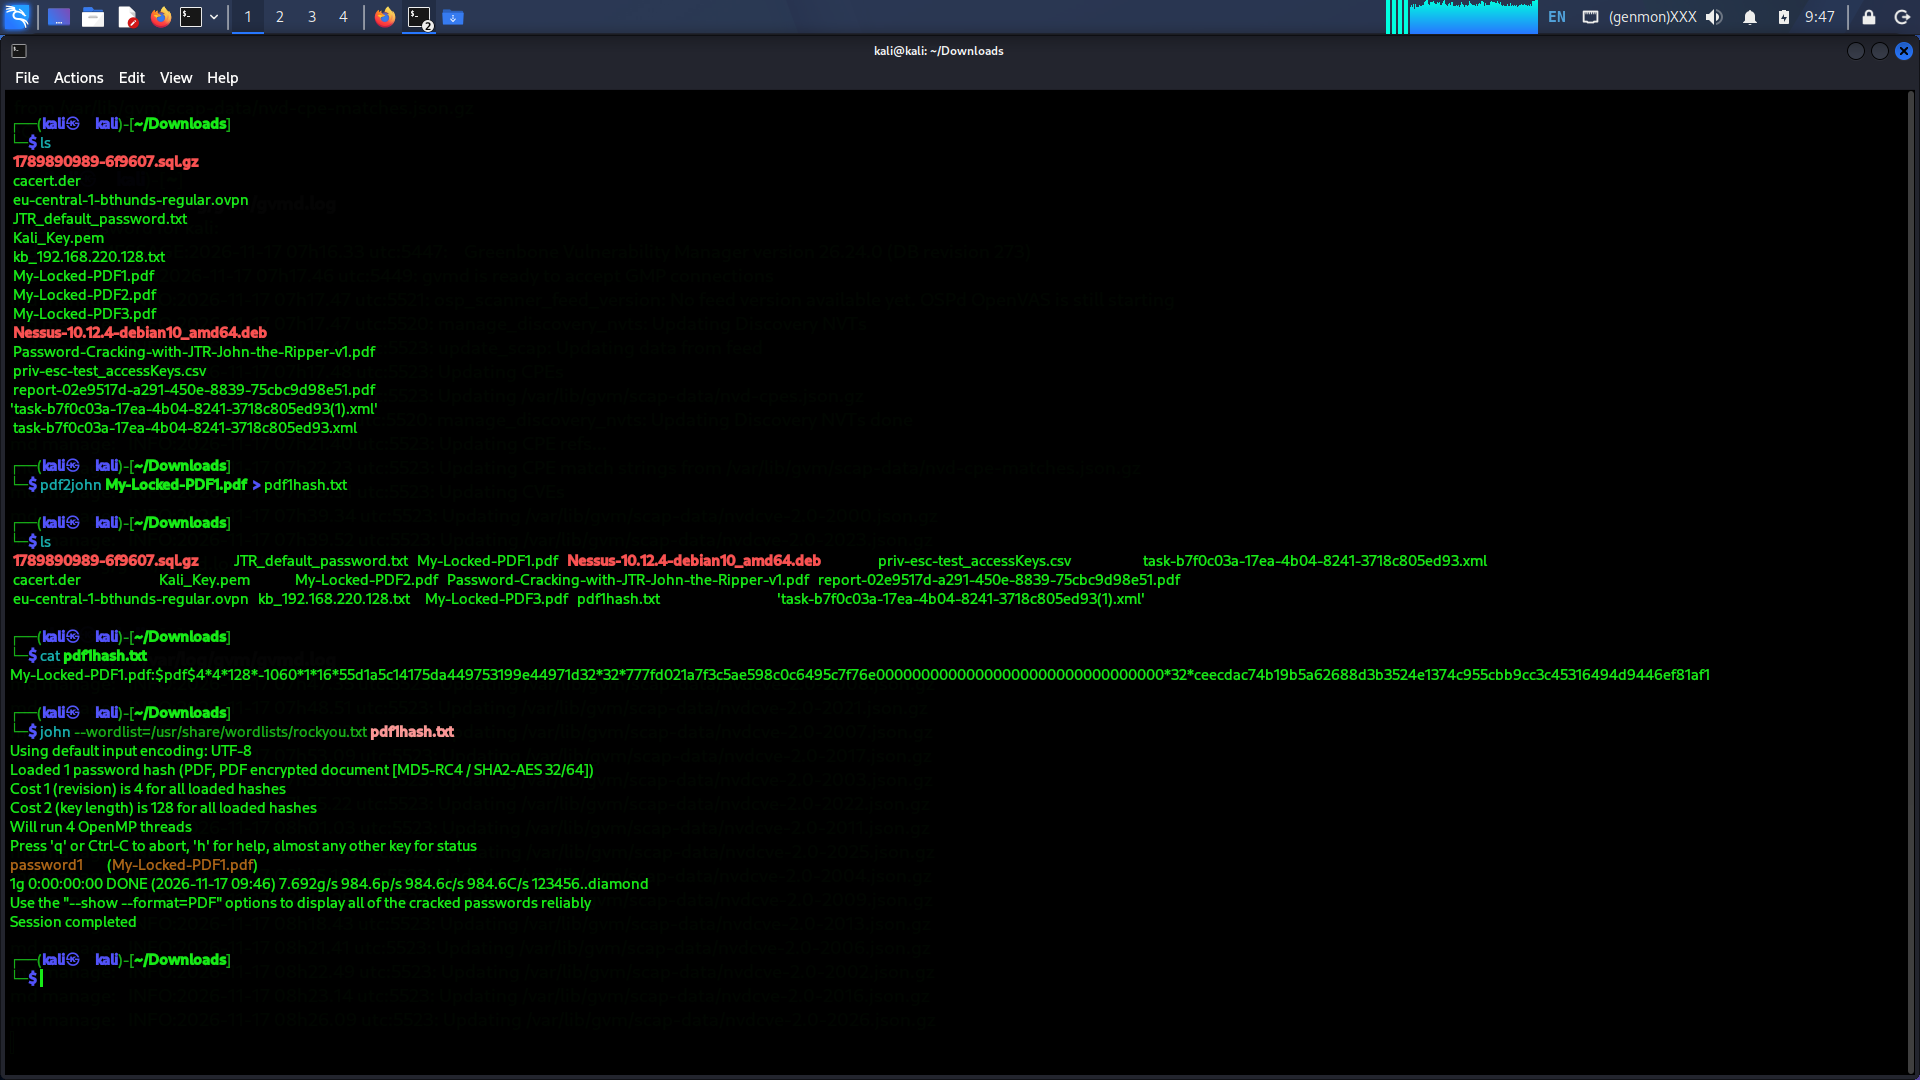 1 2 3 4 2 EN (genmon)XXX 9:47
kali@kali: ~/Downloads
File Actions Edit View Help
┌──(kali㉿kali)-[~/Downloads]
└─$ ls
1789890989-6f9607.sql.gz
cacert.der
eu-central-1-bthunds-regular.ovpn
JTR_default_password.txt
Kali_Key.pem
kb_192.168.220.128.txt
My-Locked-PDF1.pdf
My-Locked-PDF2.pdf
My-Locked-PDF3.pdf
Nessus-10.12.4-debian10_amd64.deb
Password-Cracking-with-JTR-John-the-Ripper-v1.pdf
priv-esc-test_accessKeys.csv
report-02e9517d-a291-450e-8839-75cbc9d98e51.pdf
'task-b7f0c03a-17ea-4b04-8241-3718c805ed93(1).xml'
task-b7f0c03a-17ea-4b04-8241-3718c805ed93.xml
┌──(kali㉿kali)-[~/Downloads]
└─$ pdf2john My-Locked-PDF1.pdf > pdf1hash.txt
┌──(kali㉿kali)-[~/Downloads]
└─$ ls
1789890989-6f9607.sql.gz JTR_default_password.txt My-Locked-PDF1.pdf Nessus-10.12.4-debian10_amd64.deb priv-esc-test_accessKeys.csv task-b7f0c03a-17ea-4b04-8241-3718c805ed93.xml
cacert.der Kali_Key.pem My-Locked-PDF2.pdf Password-Cracking-with-JTR-John-the-Ripper-v1.pdf report-02e9517d-a291-450e-8839-75cbc9d98e51.pdf
eu-central-1-bthunds-regular.ovpn kb_192.168.220.128.txt My-Locked-PDF3.pdf pdf1hash.txt 'task-b7f0c03a-17ea-4b04-8241-3718c805ed93(1).xml'
┌──(kali㉿kali)-[~/Downloads]
└─$ cat pdf1hash.txt
My-Locked-PDF1.pdf:$pdf$4*4*128*-1060*1*16*55d1a5c14175da449753199e44971d32*32*777fd021a7f3c5ae598c0c6495c7f76e00000000000000000000000000000000*32*ceecdac74b19b5a62688d3b3524e1374c955cbb9cc3c45316494d9446ef81af1
┌──(kali㉿kali)-[~/Downloads]
└─$ john --wordlist=/usr/share/wordlists/rockyou.txt pdf1hash.txt
Using default input encoding: UTF-8
Loaded 1 password hash (PDF, PDF encrypted document [MD5-RC4 / SHA2-AES 32/64])
Cost 1 (revision) is 4 for all loaded hashes
Cost 2 (key length) is 128 for all loaded hashes
Will run 4 OpenMP threads
Press 'q' or Ctrl-C to abort, 'h' for help, almost any other key for status
password1 (My-Locked-PDF1.pdf)
1g 0:00:00:00 DONE (2026-11-17 09:46) 7.692g/s 984.6p/s 984.6c/s 984.6C/s 123456..diamond
Use the "--show --format=PDF" options to display all of the cracked passwords reliably
Session completed
┌──(kali㉿kali)-[~/Downloads]
└─$